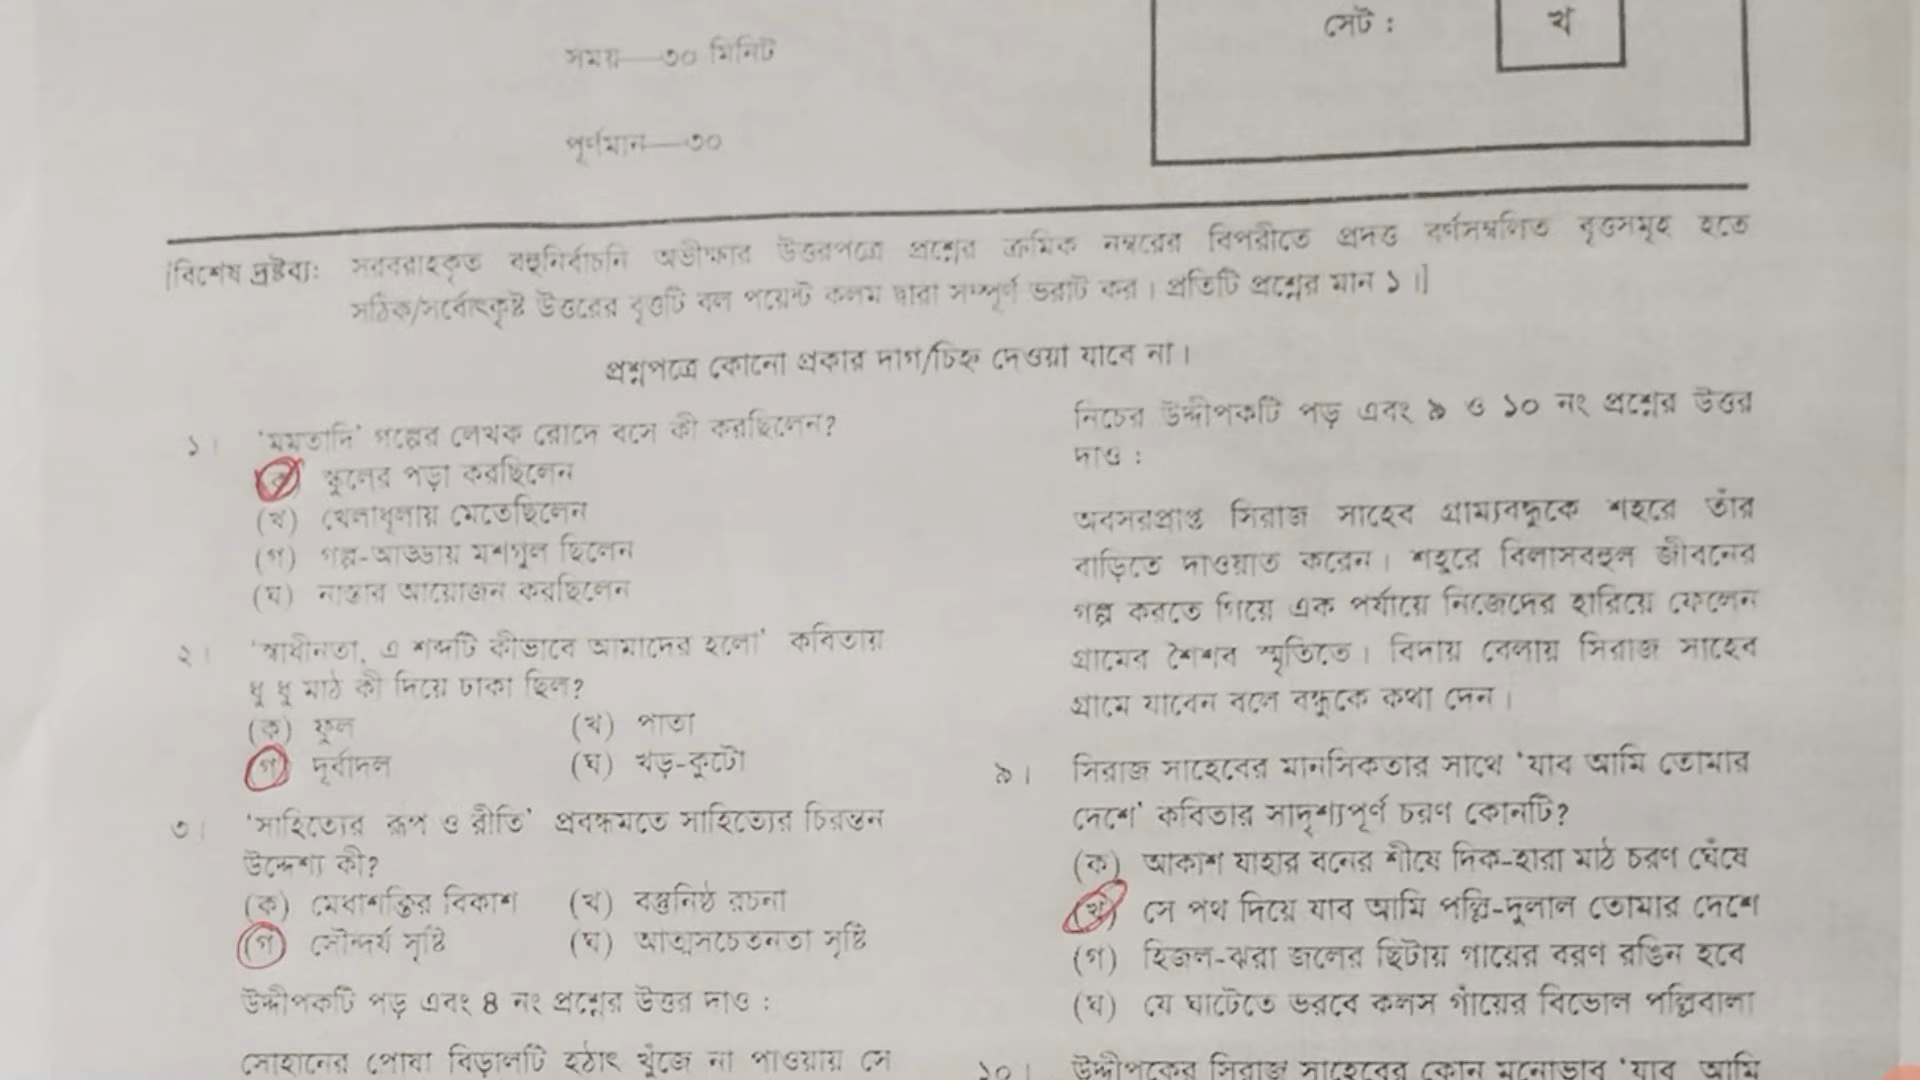 সেট :
খ
সময়—৩০ মিনিট
পূর্ণমান—৩০
[বিশেষ দ্রষ্টব্য: সরবরাহকৃত বহুনির্বাচনি অভীক্ষার উত্তরপত্রে প্রশ্নের ক্রমিক নম্বরের বিপরীতে প্রদত্ত বর্ণসম্বলিত বৃত্তসমূহ হতে
সঠিক/সর্বোৎকৃষ্ট উত্তরের বৃত্তটি বল পয়েন্ট কলম দ্বারা সম্পূর্ণ ভরাট কর। প্রতিটি প্রশ্নের মান ১।]
প্রশ্নপত্রে কোনো প্রকার দাগ/চিহ্ন দেওয়া যাবে না।
১। 'মমতাদি' গল্পের লেখক রোদে বসে কী করছিলেন?
(ক) স্কুলের পড়া করছিলেন
(খ) খেলাধুলায় মেতেছিলেন
(গ) গল্প-আড্ডায় মশগুল ছিলেন
(ঘ) নাস্তার আয়োজন করছিলেন
২। 'স্বাধীনতা, এ শব্দটি কীভাবে আমাদের হলো' কবিতায়
ধু ধু মাঠ কী দিয়ে ঢাকা ছিল?
(ক) ফুল (খ) পাতা
(গ) দূর্বাদল (ঘ) খড়-কুটো
৩। 'সাহিত্যের রূপ ও রীতি' প্রবন্ধমতে সাহিত্যের চিরন্তন
উদ্দেশ্য কী?
(ক) মেধাশক্তির বিকাশ (খ) বস্তুনিষ্ঠ রচনা
(গ) সৌন্দর্য সৃষ্টি (ঘ) আত্মসচেতনতা সৃষ্টি
উদ্দীপকটি পড় এবং ৪ নং প্রশ্নের উত্তর দাও :
সোহানের পোষা বিড়ালটি হঠাৎ খুঁজে না পাওয়ায় সে
নিচের উদ্দীপকটি পড় এবং ৯ ও ১০ নং প্রশ্নের উত্তর
দাও :
অবসরপ্রাপ্ত সিরাজ সাহেব গ্রাম্যবন্ধুকে শহরে তাঁর
বাড়িতে দাওয়াত করেন। শহুরে বিলাসবহুল জীবনের
গল্প করতে গিয়ে এক পর্যায়ে নিজেদের হারিয়ে ফেলেন
গ্রামের শৈশব স্মৃতিতে। বিদায় বেলায় সিরাজ সাহেব
গ্রামে যাবেন বলে বন্ধুকে কথা দেন।
৯। সিরাজ সাহেবের মানসিকতার সাথে 'যাব আমি তোমার
দেশে' কবিতার সাদৃশ্যপূর্ণ চরণ কোনটি?
(ক) আকাশ যাহার বনের শীষে দিক-হারা মাঠ চরণ ঘেঁষে
(খ) সে পথ দিয়ে যাব আমি পল্লি-দুলাল তোমার দেশে
(গ) হিজল-ঝরা জলের ছিটায় গায়ের বরণ রঙিন হবে
(ঘ) যে ঘাটেতে ভরবে কলস গাঁয়ের বিভোল পল্লিবালা
১০। উদ্দীপকের সিরাজ সাহেবের কোন মনোভাব 'যাব আমি